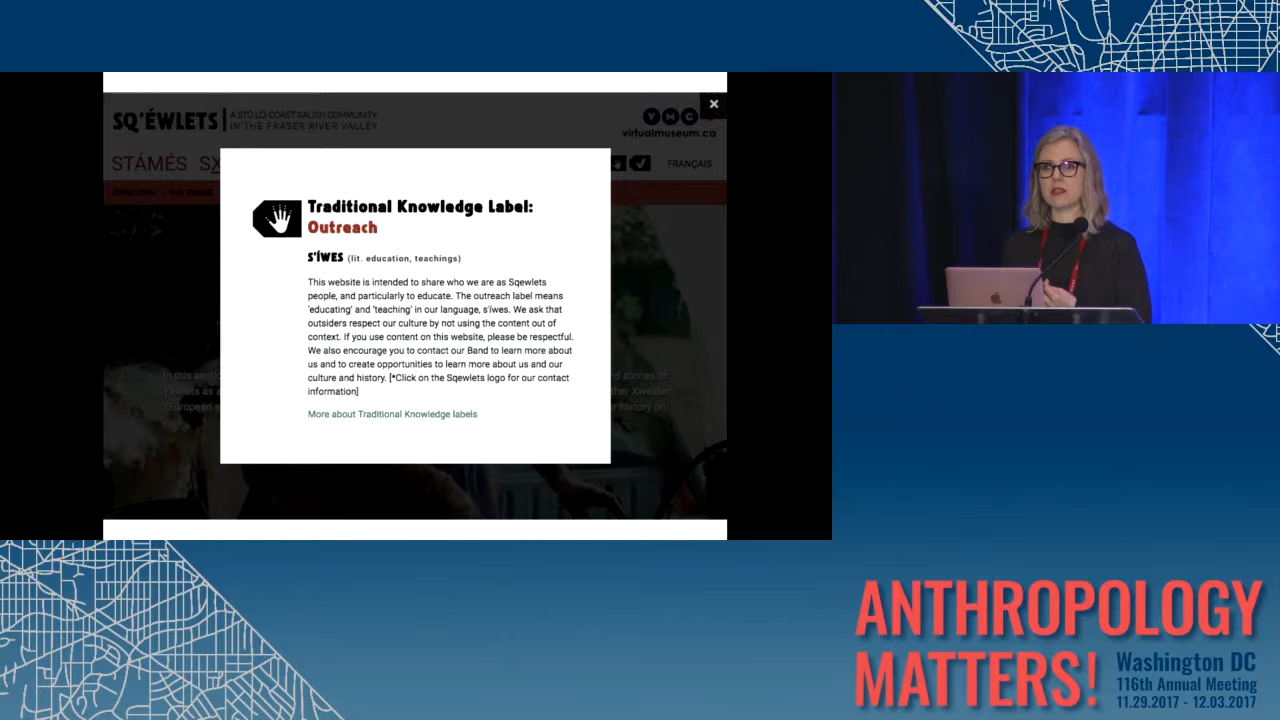 SQ'ÉWLETS
A STÓ:LŌ-COAST SALISH COMMUNITY
IN THE FRASER RIVER VALLEY
VMC
virtualmuseum.ca
STÁMÉS
FRANÇAIS
Traditional Knowledge Label:
Outreach
S'ÍWES (lit. education, teachings)
This website is intended to share who we are as Sqewlets
people, and particularly to educate. The outreach label means
'educating' and 'teaching' in our language, s'iwes. We ask that
outsiders respect our culture by not using the content out of
context. If you use content on this website, please be respectful.
We also encourage you to contact our Band to learn more about
us and to create opportunities to learn more about us and our
culture and history. [*Click on the Sqewlets logo for our contact
information]
More about Traditional Knowledge labels
ANTHROPOLOGY
MATTERS!
Washington DC
116th Annual Meeting
11.29.2017 - 12.03.2017